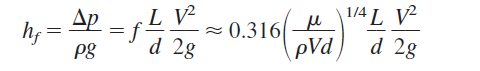 h_f = Δp/ρg = f L/d V²/2g ≈ 0.316(μ/ρVd)^1/4 L/d V²/2g